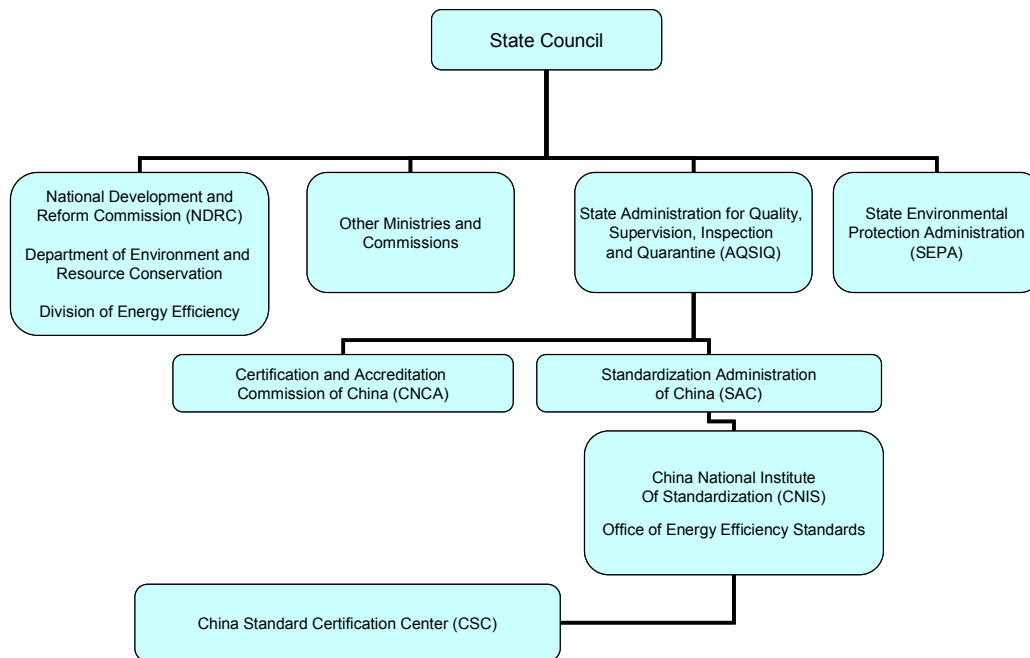 State Council
National Development and
Reform Commission (NDRC)
Department of Environment and
Resource Conservation
Division of Energy Efficiency
Other Ministries and
Commissions
State Administration for Quality,
Supervision, Inspection
and Quarantine (AQSIQ)
State Environmental
Protection Administration
(SEPA)
Certification and Accreditation
Commission of China (CNCA)
Standardization Administration
of China (SAC)
China National Institute
Of Standardization (CNIS)
Office of Energy Efficiency Standards
China Standard Certification Center (CSC)